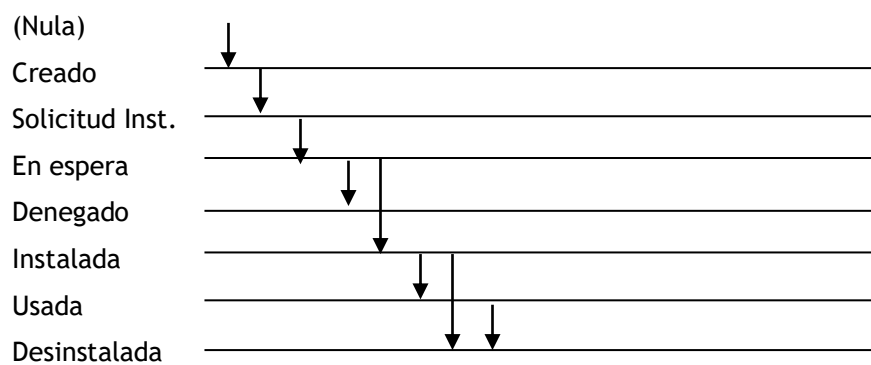 (Nula)
Creado
Solicitud Inst.
En espera
Denegado
Instalada
Usada
Desinstalada